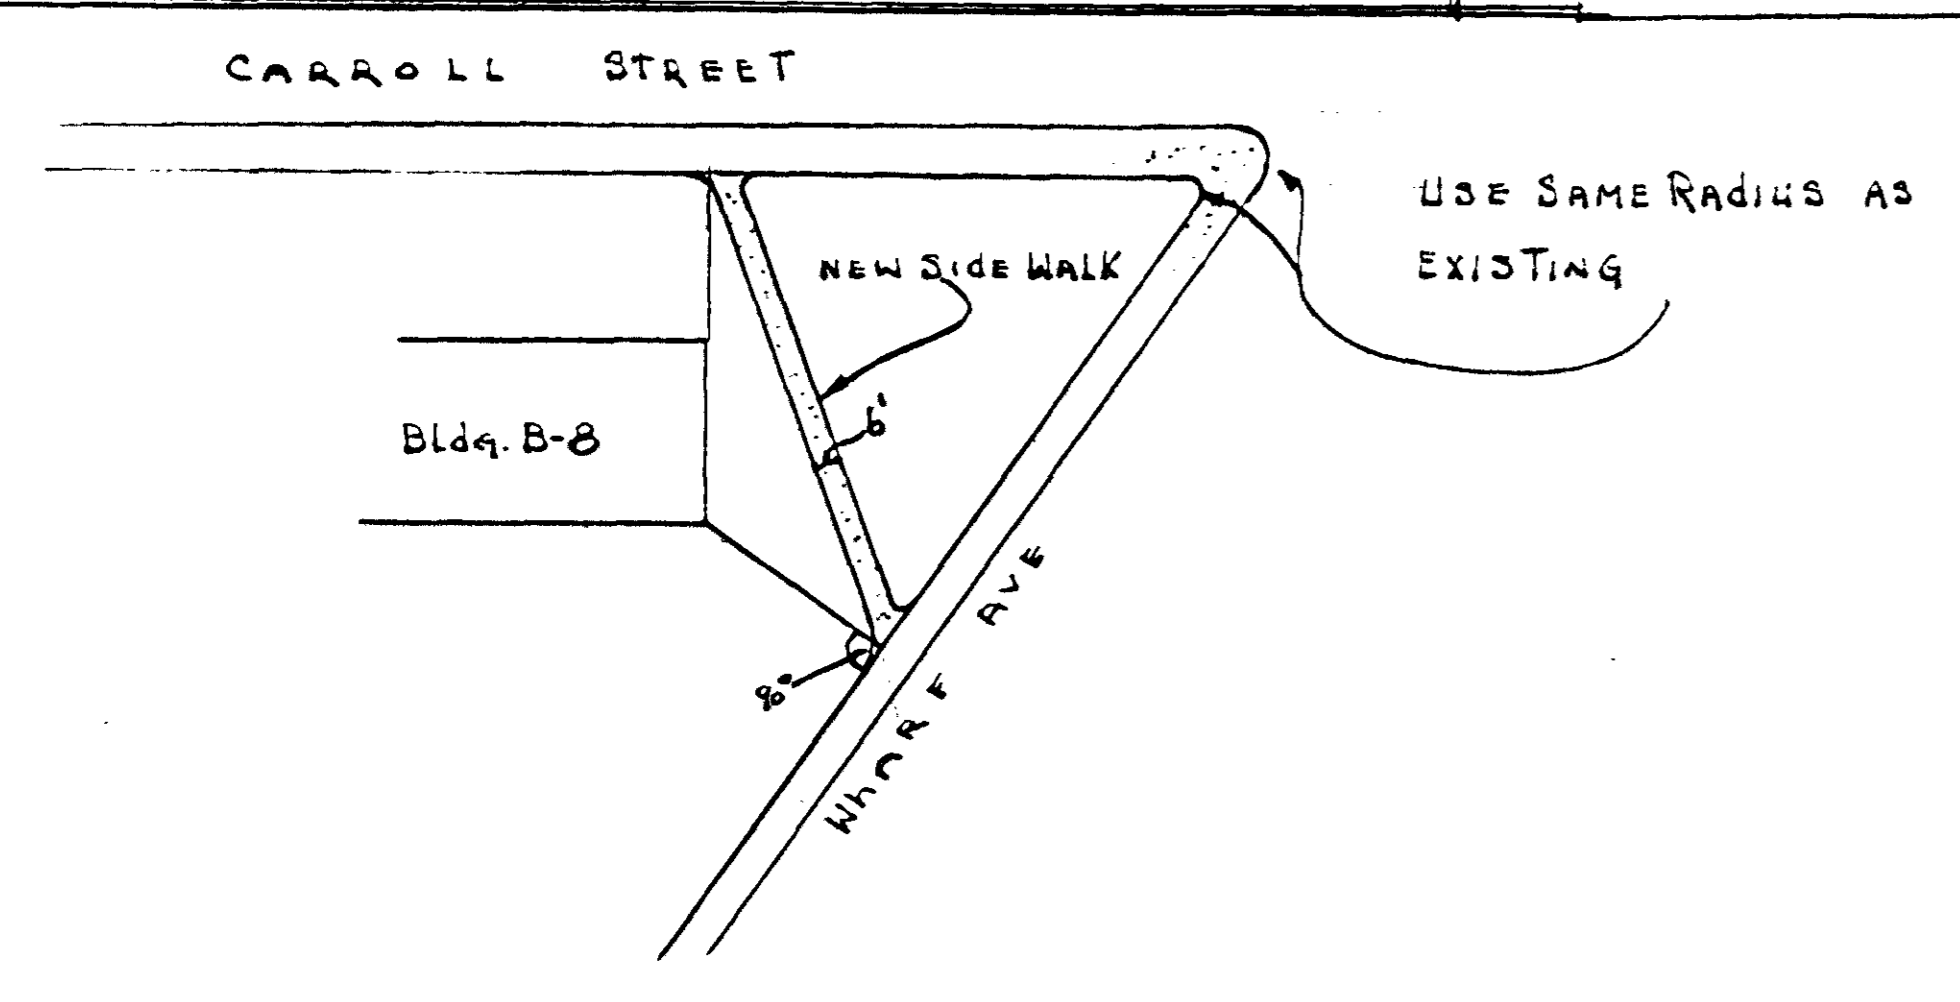 CARROLL STREET
USE SAME RADIUS AS
EXISTING
NEW SIDE WALK
6'
Bldg. B-8
90°
WHARF AVE